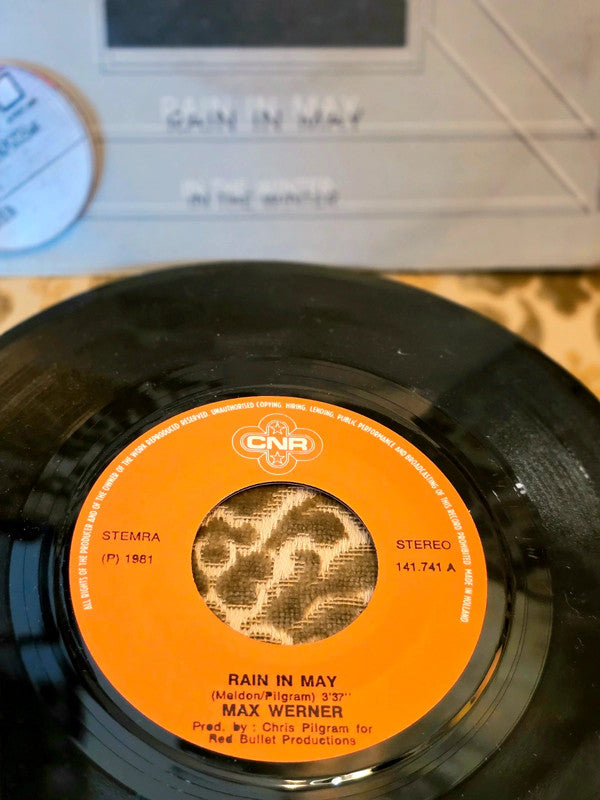 RAIN IN MAY
IN THE WINTER
ALL RIGHTS OF THE PRODUCER AND OF THE OWNER OF THE WORK REPRODUCED RESERVED. UNAUTHORISED COPYING, HIRING, LENDING, PUBLIC PERFORMANCE AND BROADCASTING OF THIS RECORD PROHIBITED. MADE IN HOLLAND
CNR
STEMRA
(P) 1981
STEREO
141.741 A
RAIN IN MAY
(Meldon/Pilgram) 3'37"
MAX WERNER
Prod. by : Chris Pilgram for
Red Bullet Productions